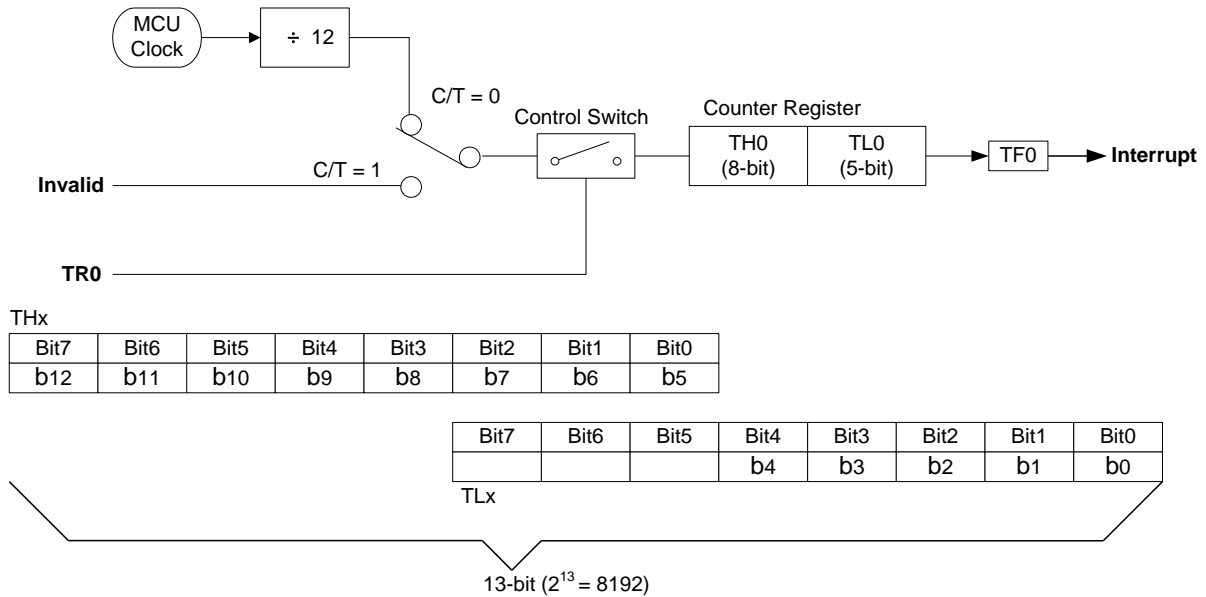 MCU
Clock
÷ 12
C/T = 0
Control Switch
Counter Register
TH0
(8-bit)
TL0
(5-bit)
TF0
Interrupt
C/T = 1
Invalid
TR0
THx
Bit7 Bit6 Bit5 Bit4 Bit3 Bit2 Bit1 Bit0
b12 b11 b10 b9 b8 b7 b6 b5
Bit7 Bit6 Bit5 Bit4 Bit3 Bit2 Bit1 Bit0
b4 b3 b2 b1 b0
TLx
13-bit (2¹³ = 8192)